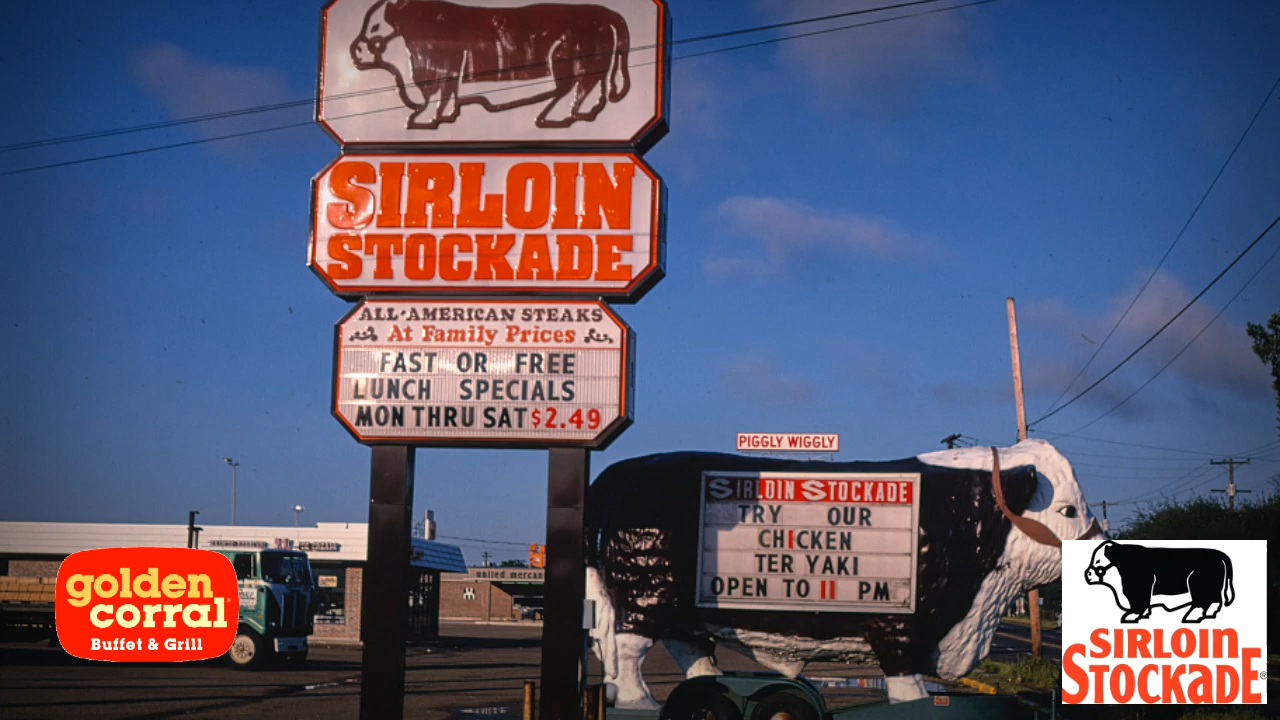 SIRLOIN
STOCKADE
ALL-AMERICAN STEAKS
At Family Prices
FAST OR FREE
LUNCH SPECIALS
MON THRU SAT $2.49
PIGGLY WIGGLY
SIRLOIN STOCKADE
TRY OUR
CHICKEN
TER YAKI
OPEN TO 11 PM
united mercan
golden
corral
Buffet & Grill
SIRLOIN
STOCKADE®